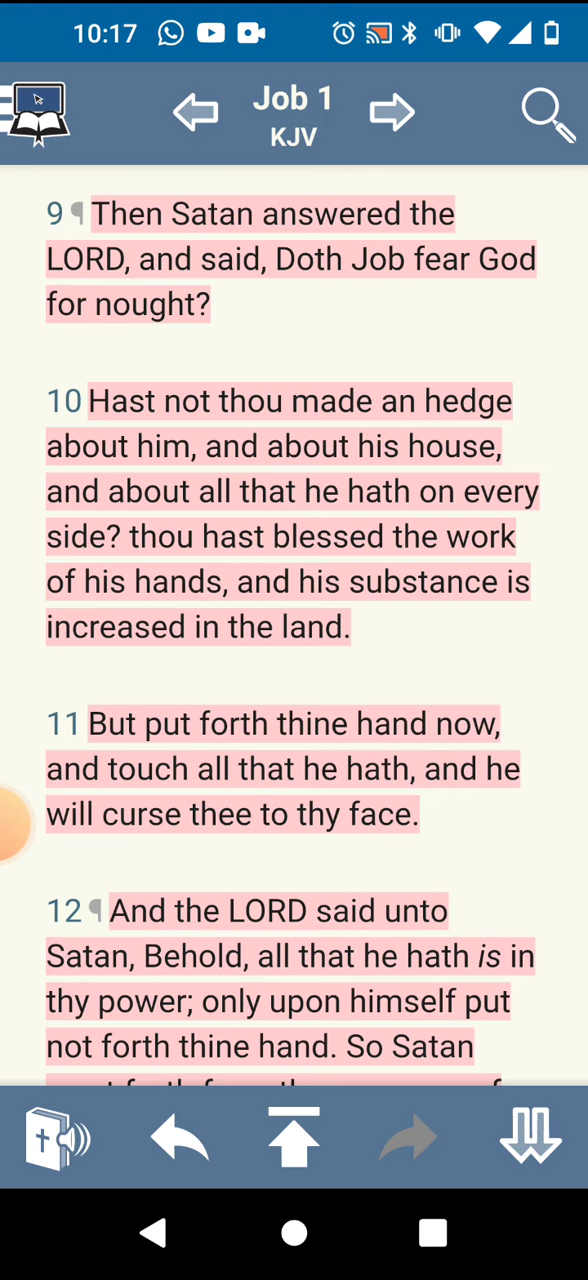 10:17
Job 1
KJV
9 ¶ Then Satan answered the
LORD, and said, Doth Job fear God
for nought?
10 Hast not thou made an hedge
about him, and about his house,
and about all that he hath on every
side? thou hast blessed the work
of his hands, and his substance is
increased in the land.
11 But put forth thine hand now,
and touch all that he hath, and he
will curse thee to thy face.
12 ¶ And the LORD said unto
Satan, Behold, all that he hath is in
thy power; only upon himself put
not forth thine hand. So Satan